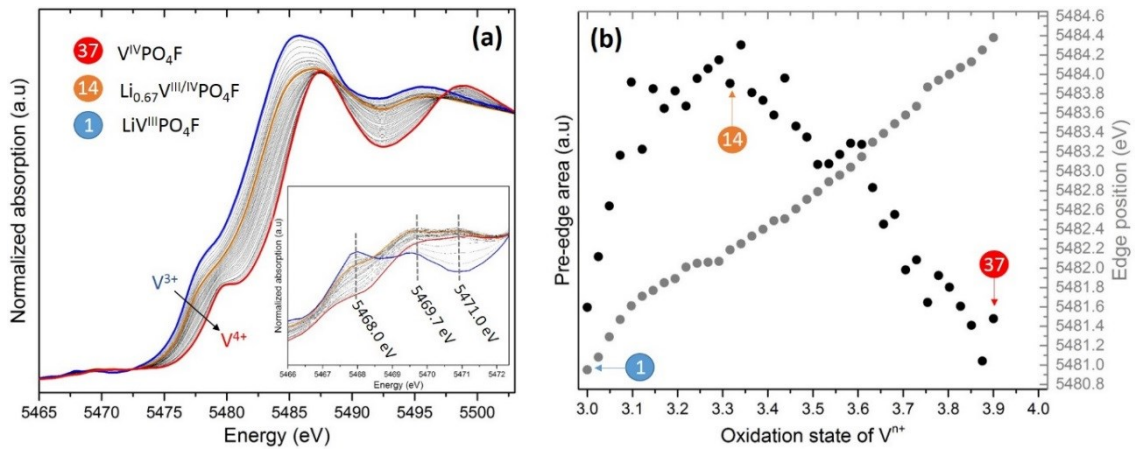 (a)
37 VᴵⱽPO₄F
14 Li₀.₆₇Vᴵᴵᴵ/ᴵⱽPO₄F
1 LiVᴵᴵᴵPO₄F
V³⁺
V⁴⁺
Normalized absorption (a.u)
5465 5470 5475 5480 5485 5490 5495 5500
Energy (eV)
Normalized absorption (a.u)
5468.0 eV
5469.7 eV
5471.0 eV
5466 5467 5468 5469 5470 5471 5472
Energy (eV)
(b)
Pre-edge area (a.u)
14
37
1
3.0 3.1 3.2 3.3 3.4 3.5 3.6 3.7 3.8 3.9 4.0
Oxidation state of Vⁿ⁺
5484.6
5484.4
5484.2
5484.0
5483.8
5483.6
5483.4
5483.2
5483.0
5482.8
5482.6
5482.4
5482.2
5482.0
5481.8
5481.6
5481.4
5481.2
5481.0
5480.8
Edge position (eV)